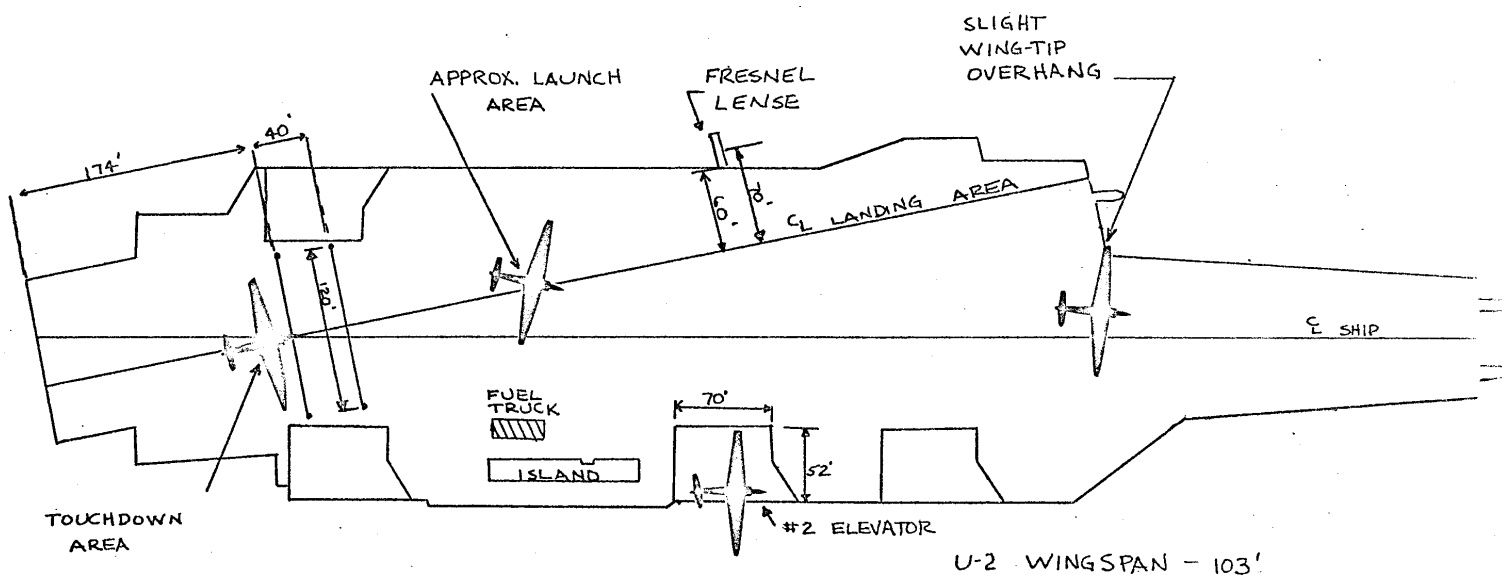 SLIGHT
WING-TIP
OVERHANG
APPROX. LAUNCH
AREA
FRESNEL
LENSE
40'
174'
60'
70'
℄ LANDING AREA
120'
℄ SHIP
FUEL
TRUCK
70'
ISLAND
52'
TOUCHDOWN
AREA
#2 ELEVATOR
U-2 WINGSPAN - 103'